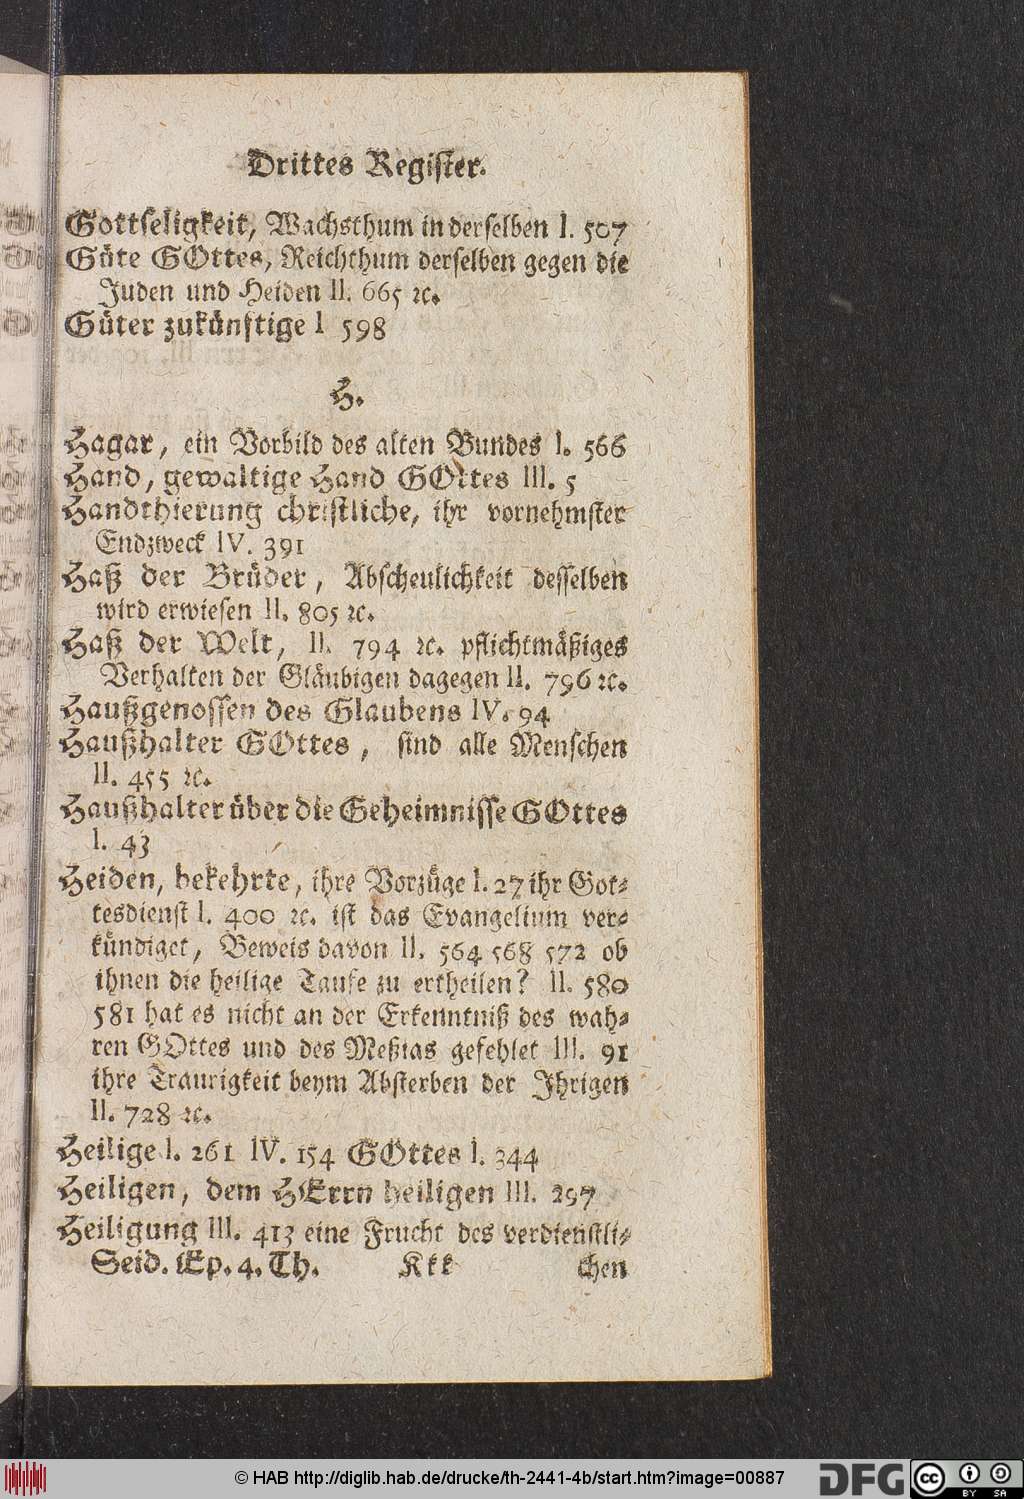 Drittes Register.
Gottseligkeit, Wachsthum in derselben I. 507
Güte GOttes, Reichthum derselben gegen die
Juden und Heiden II. 665 ꝛc.
Güter zukünftige I 598
H.
Hagar, ein Vorbild des alten Bundes I. 566
Hand, gewaltige Hand GOttes III. 5
Handthierung christliche, ihr vornehmster
Endzweck IV. 391
Haß der Brüder, Abscheulichkeit desselben
wird erwiesen II. 805 ꝛc.
Haß der Welt, II. 794 ꝛc. pflichtmäßiges
Verhalten der Gläubigen dagegen II. 796 ꝛc.
Haußgenossen des Glaubens IV. 94
Haußhalter GOttes, sind alle Menschen
II. 455 ꝛc.
Haußhalter über die Geheimnisse GOttes
I. 43
Heiden, bekehrte, ihre Vorzüge I. 27 ihr Got⸗
tesdienst I. 400 ꝛc. ist das Evangelium ver⸗
kündiget, Beweis davon II. 564 568 572 ob
ihnen die heilige Taufe zu ertheilen? II. 580
581 hat es nicht an der Erkenntniß des wah⸗
ren GOttes und des Meßias gefehlet III. 91
ihre Traurigkeit beym Absterben der Ihrigen
II. 728 ꝛc.
Heilige I. 261 IV. 154 GOttes I. 344
Heiligen, dem HErrn heiligen III. 297
Heiligung III. 413 eine Frucht des verdienstli⸗
Seid. Ep. 4. Th. Kkk chen
© HAB http://diglib.hab.de/drucke/th-2441-4b/start.htm?image=00887
DFG
cc
BY SA